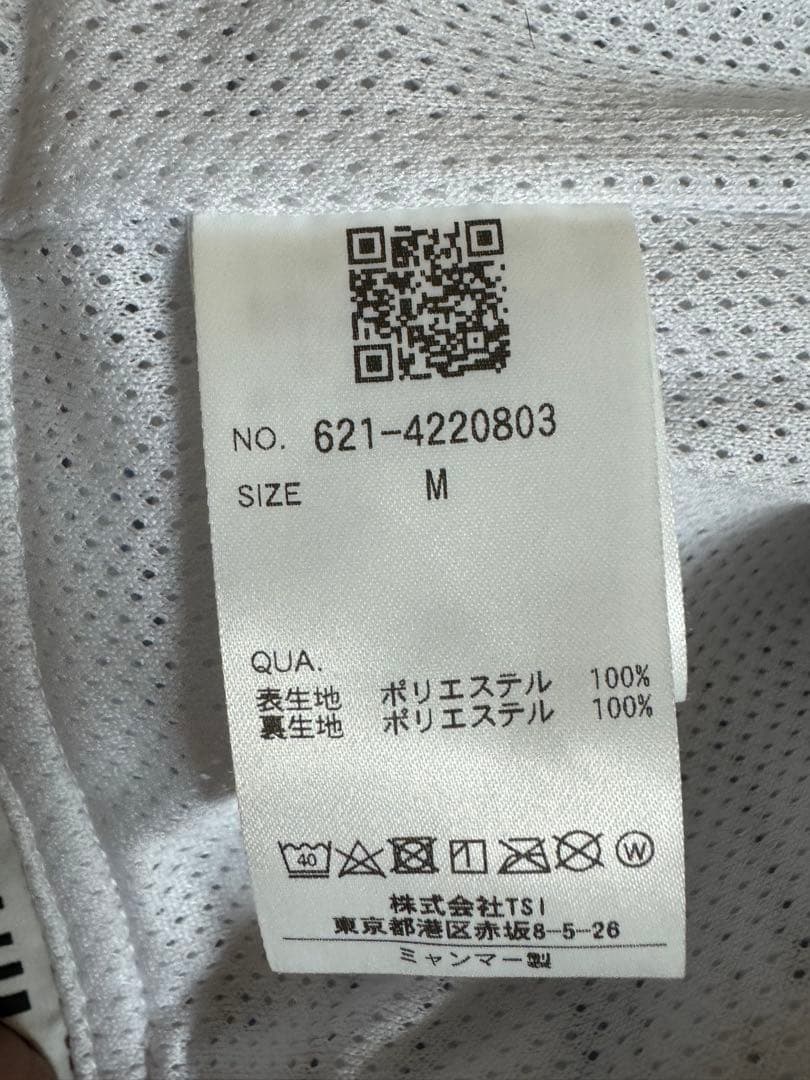 NO. 621-4220803
SIZE M
QUA.
表生地 ポリエステル 100%
裏生地 ポリエステル 100%
40
W
株式会社TSI
東京都港区赤坂8-5-26
ミャンマー製